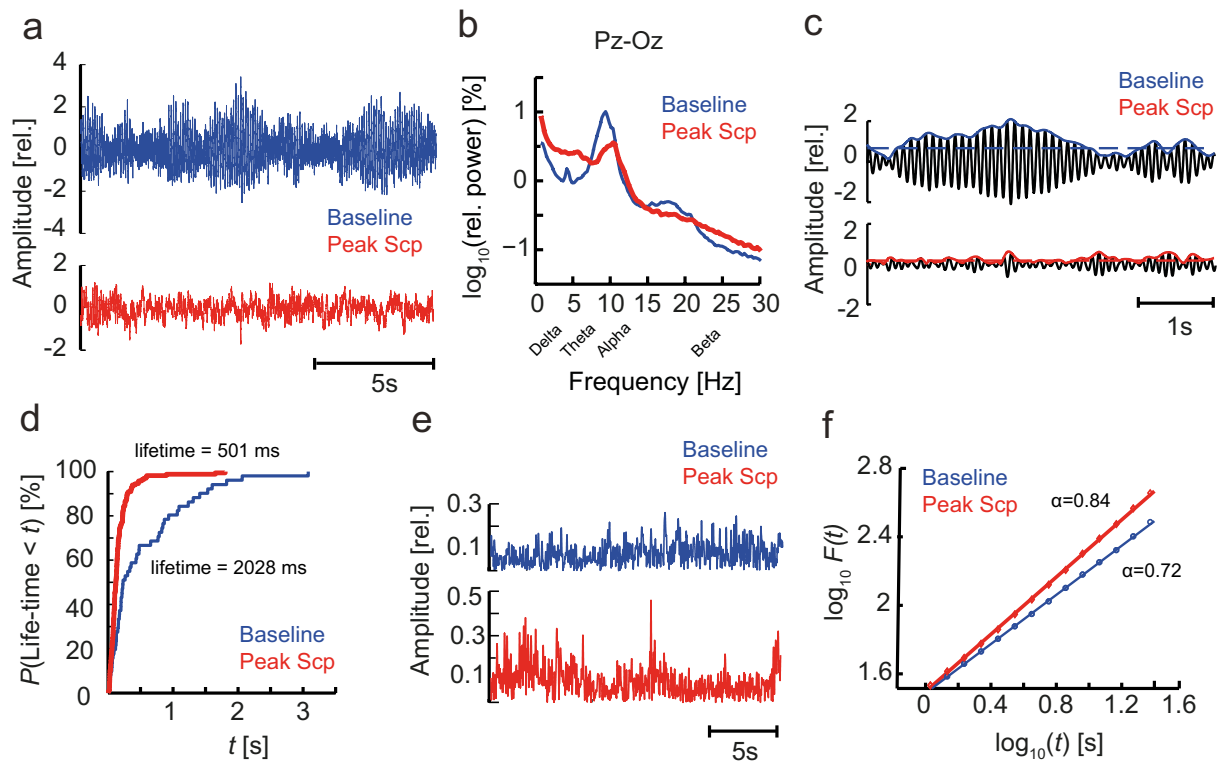 a
4
2
0
-2
-4
Amplitude [rel.]
Baseline
Peak Scp
2
0
-2
5s
b
Pz-Oz
log10(rel. power) [%]
1
0
-1
Baseline
Peak Scp
0 5 10 15 20 25 30
Delta Theta Alpha Beta
Frequency [Hz]
c
Baseline
Peak Scp
Amplitude [rel.]
2
0
-2
2
0
-2
1s
d
lifetime = 501 ms
P(Life-time < t) [%]
100
80
60
40
20
0
lifetime = 2028 ms
Baseline
Peak Scp
1 2 3
t [s]
e
Baseline
Peak Scp
Amplitude [rel.]
0.3
0.1
0.5
0.3
0.1
5s
f
2.8
2.4
2
1.6
log10 F(t)
Baseline
Peak Scp
α=0.84
α=0.72
0 0.4 0.8 1.2 1.6
log10(t) [s]